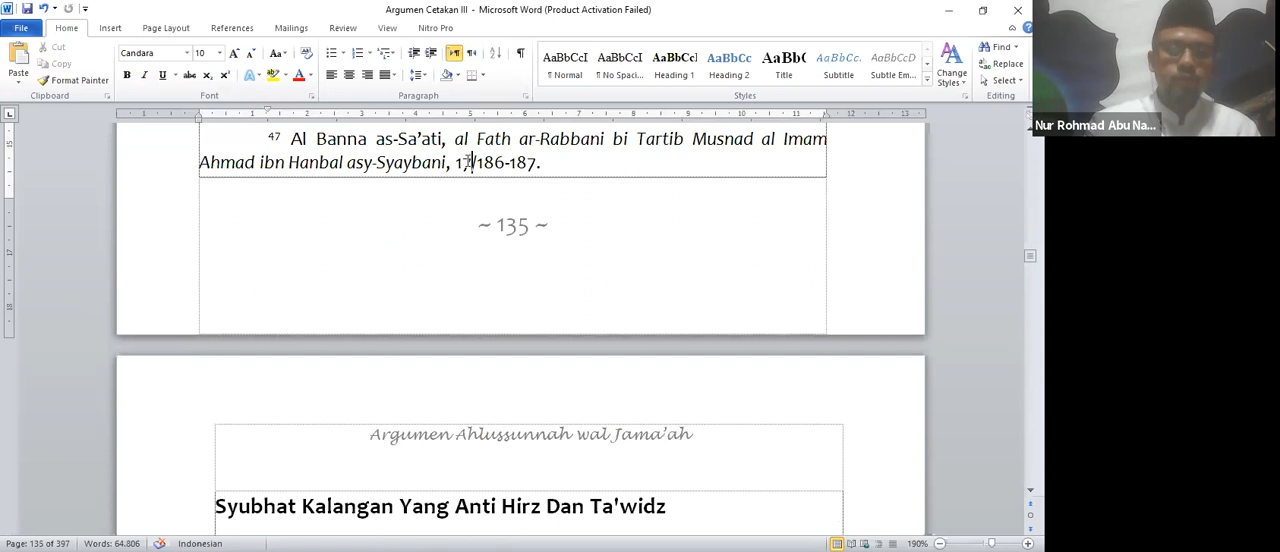 Argumen Cetakan III - Microsoft Word (Product Activation Failed)
File Home Insert Page Layout References Mailings Review View Nitro Pro
Cut
Copy
Format Painter
Paste
Candara 10
AaBbCcI AaBbCcI AaBbCcI AaBbCc AaBb( AaBbCc. AaBbCcD
¶ Normal ¶ No Spaci... Heading 1 Heading 2 Title Subtitle Subtle Em...
Change Styles
Find
Replace
Select
Clipboard Font Paragraph Styles Editing
Nur Rohmad Abu Na...
47 Al Banna as-Sa'ati, al Fath ar-Rabbani bi Tartib Musnad al Imam
Ahmad ibn Hanbal asy-Syaybani, 17/186-187.
~ 135 ~
Argumen Ahlussunnah wal Jama'ah
Syubhat Kalangan Yang Anti Hirz Dan Ta'widz
Page: 135 of 397 Words: 64.806 Indonesian 190%